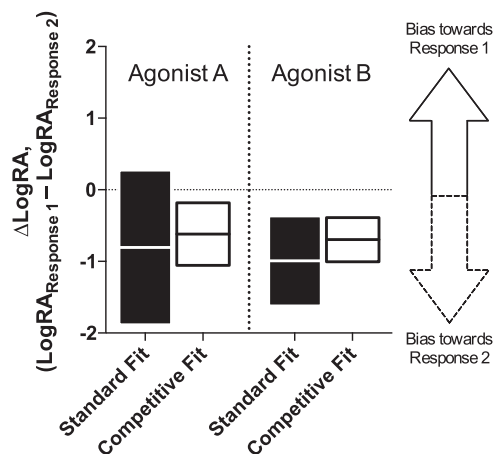 ΔLogRA,
(LogRAResponse 1 – LogRAResponse 2)
2
1
0
-1
-2
Agonist A
Agonist B
Standard Fit
Competitive Fit
Standard Fit
Competitive Fit
Bias towards
Response 1
Bias towards
Response 2